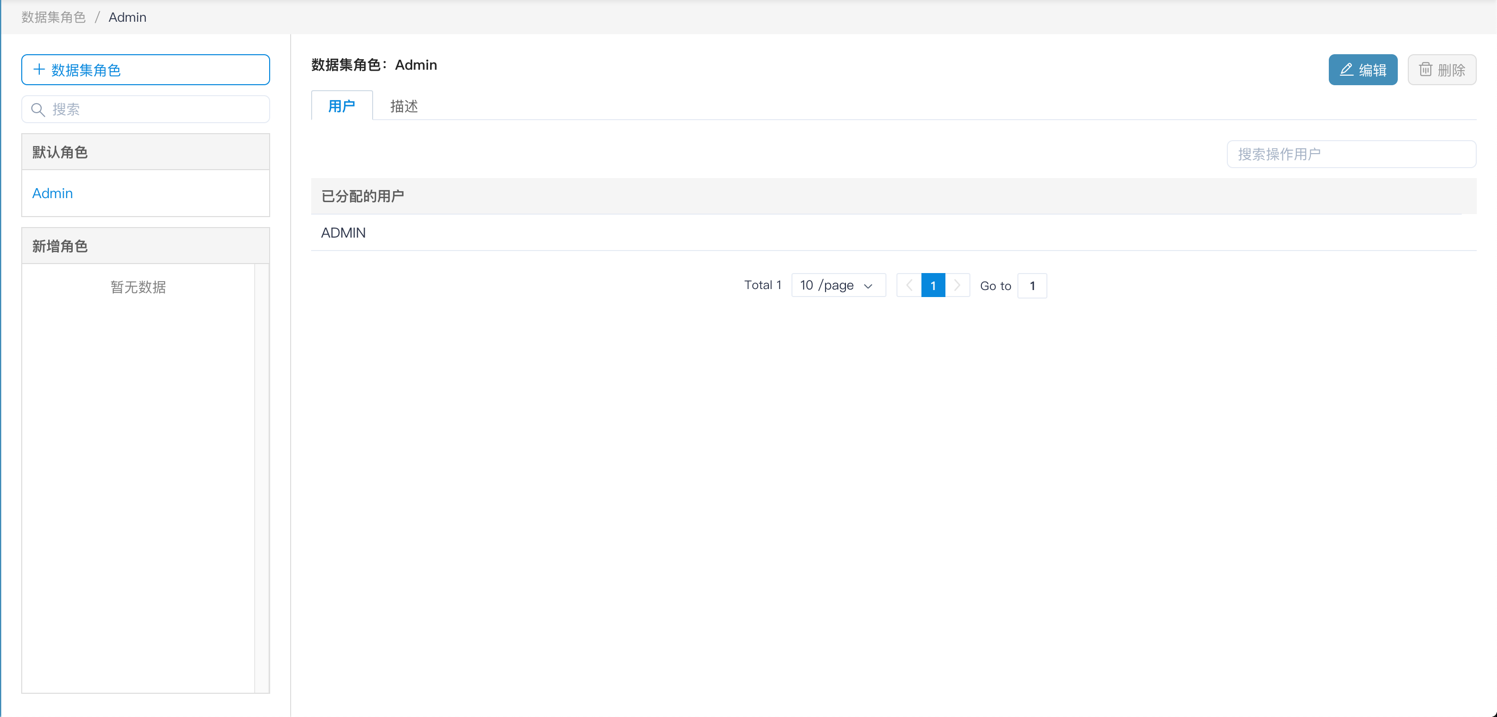 数据集角色 / Admin
数据集角色
搜索
默认角色
Admin
新增角色
暂无数据
数据集角色：Admin
编辑
删除
用户
描述
搜索操作用户
已分配的用户
ADMIN
Total 1 10 /page 1 Go to 1